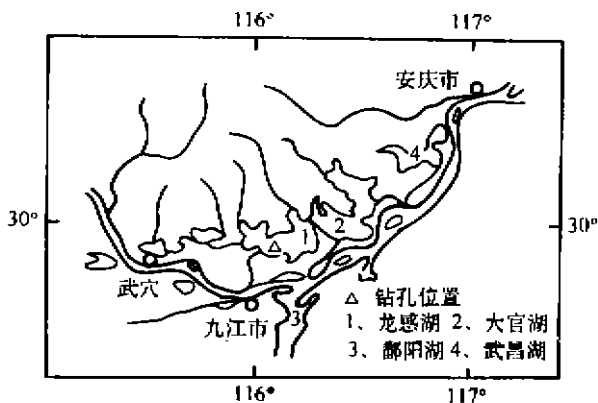 116°
117°
安庆市
4
30°
1
2
△
30°
武穴
九江市
3
△ 钻孔位置
1、龙感湖 2、大官湖
3、鄱阳湖 4、武昌湖
116°
117°